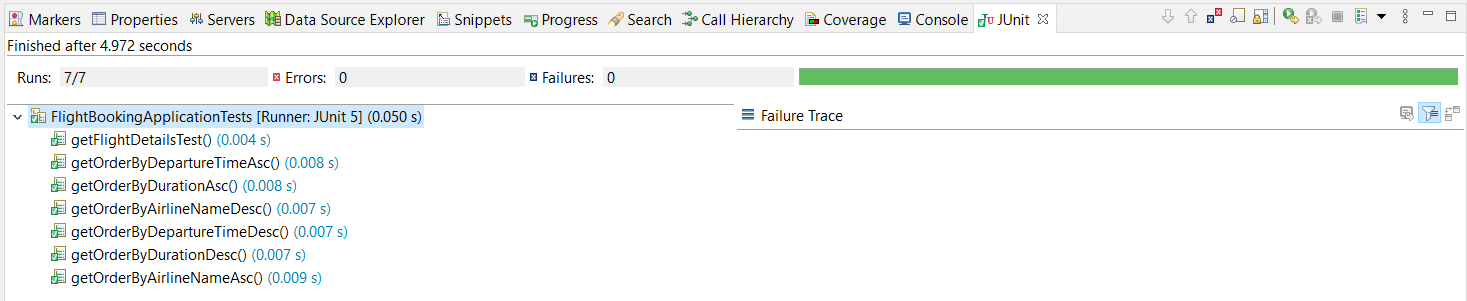 Markers Properties Servers Data Source Explorer Snippets Progress Search Call Hierarchy Coverage Console JUnit
Finished after 4.972 seconds
Runs: 7/7 Errors: 0 Failures: 0
FlightBookingApplicationTests [Runner: JUnit 5] (0.050 s)
Failure Trace
getFlightDetailsTest() (0.004 s)
getOrderByDepartureTimeAsc() (0.008 s)
getOrderByDurationAsc() (0.008 s)
getOrderByAirlineNameDesc() (0.007 s)
getOrderByDepartureTimeDesc() (0.007 s)
getOrderByDurationDesc() (0.007 s)
getOrderByAirlineNameAsc() (0.009 s)